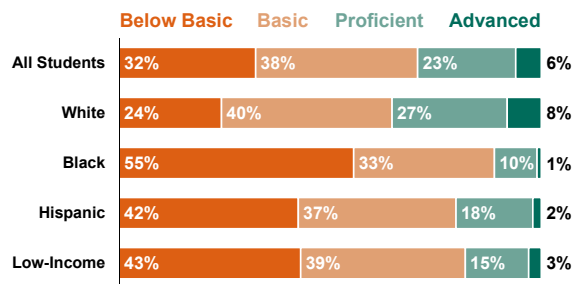 Below Basic Basic Proficient Advanced
All Students 32% 38% 23% 6%
White 24% 40% 27% 8%
Black 55% 33% 10% 1%
Hispanic 42% 37% 18% 2%
Low-Income 43% 39% 15% 3%